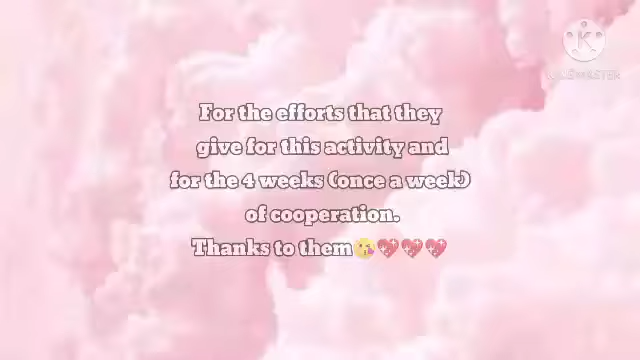 For the efforts that they
give for this activity and
for the 4 weeks (once a week)
of cooperation.
Thanks to them😘💖💖💖
K
KINEMASTER